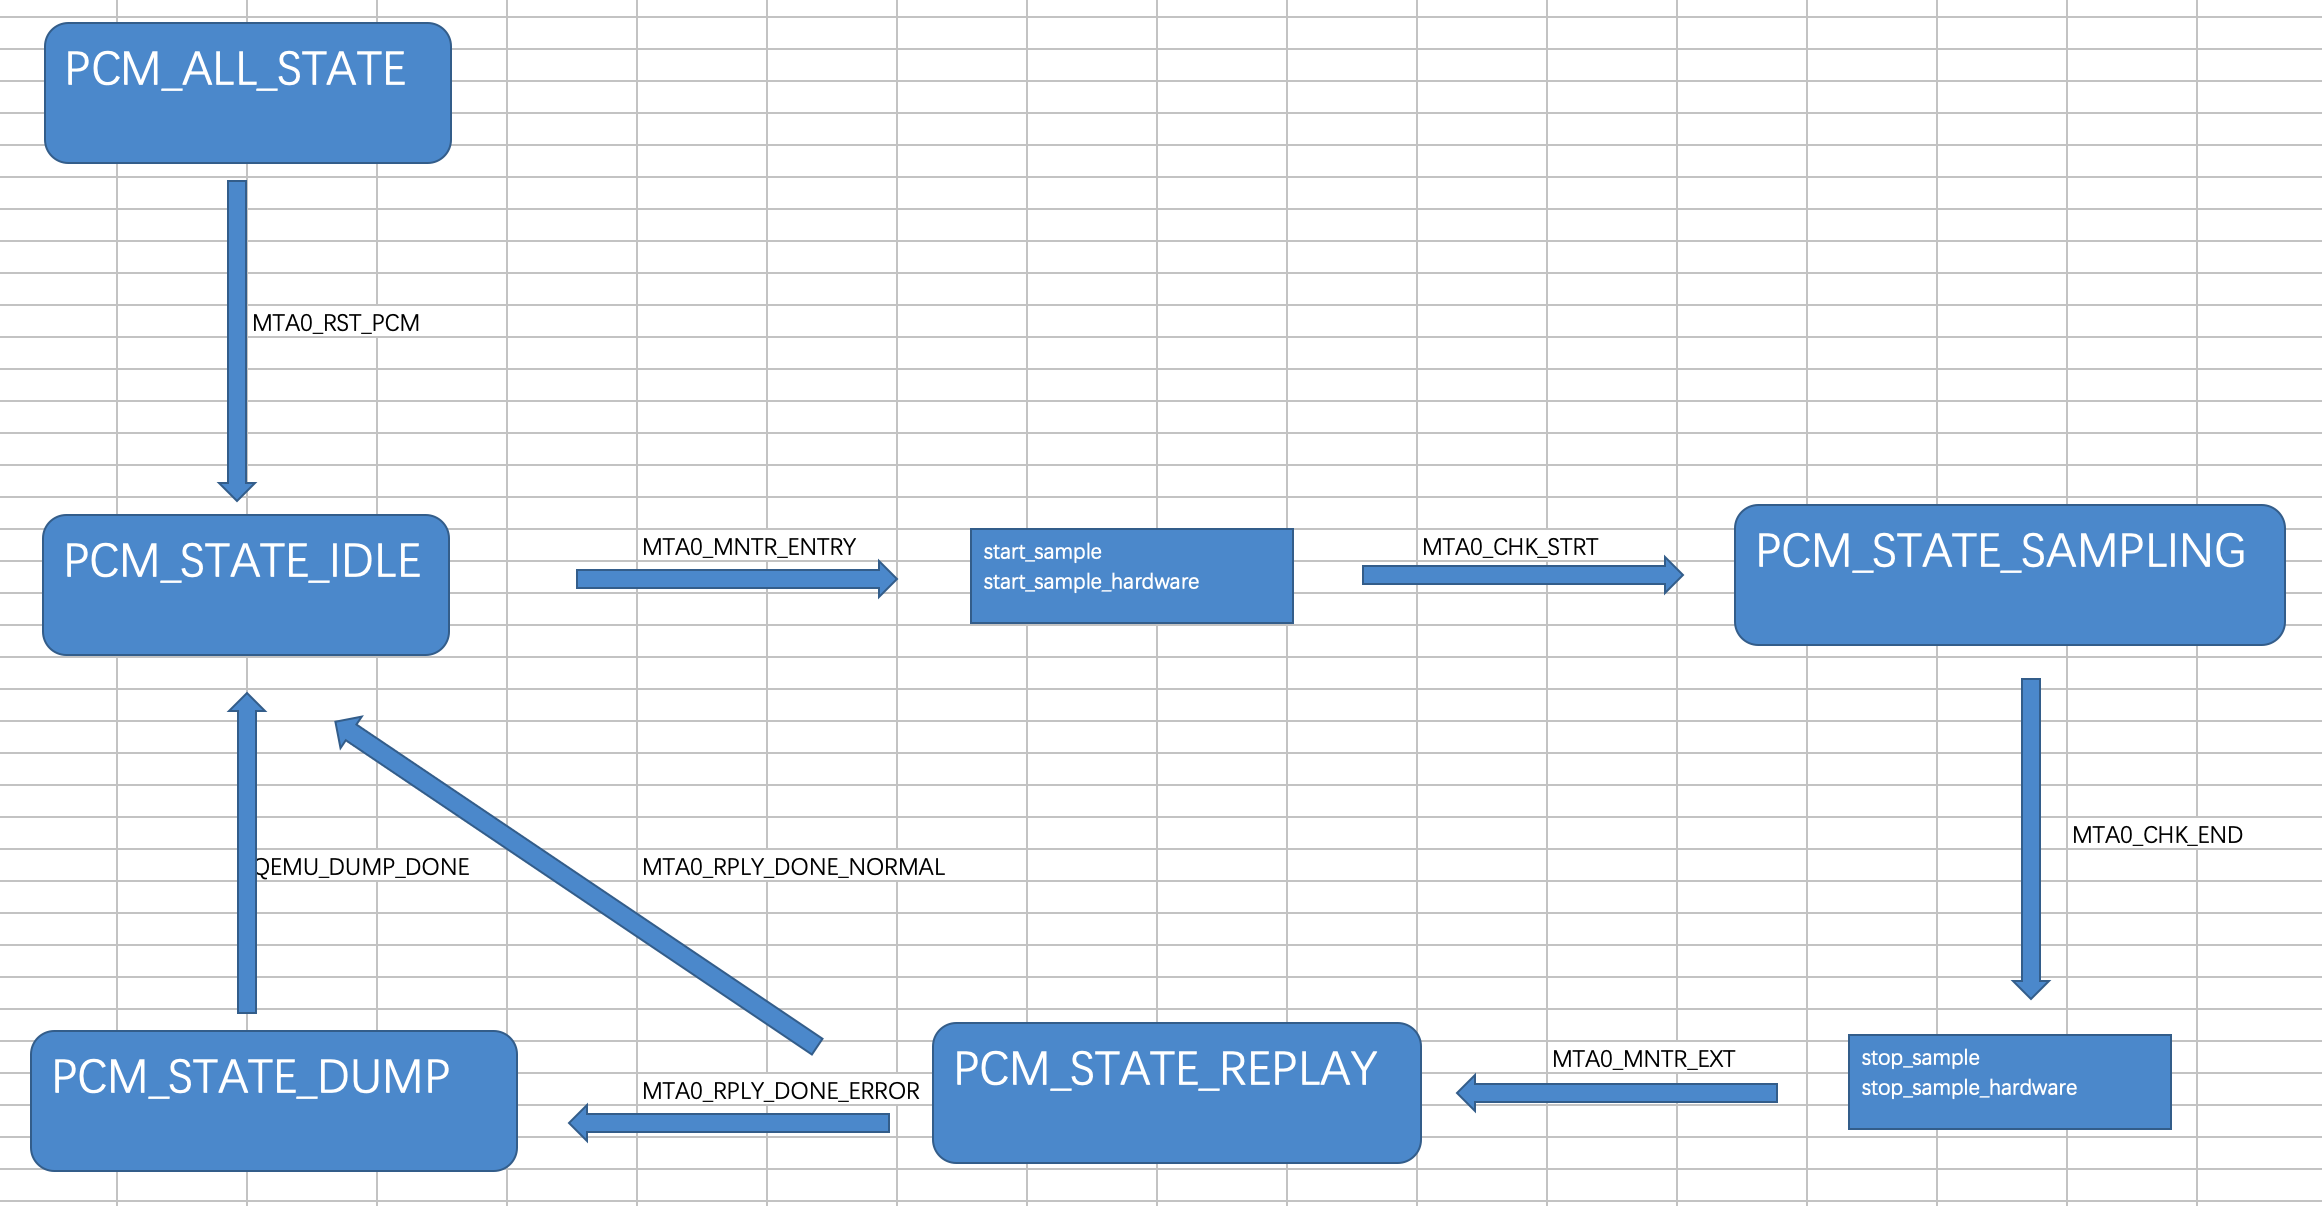 PCM_ALL_STATE
MTA0_RST_PCM
PCM_STATE_IDLE
MTA0_MNTR_ENTRY
start_sample
start_sample_hardware
MTA0_CHK_STRT
PCM_STATE_SAMPLING
QEMU_DUMP_DONE
MTA0_RPLY_DONE_NORMAL
MTA0_CHK_END
PCM_STATE_DUMP
MTA0_RPLY_DONE_ERROR
PCM_STATE_REPLAY
MTA0_MNTR_EXT
stop_sample
stop_sample_hardware